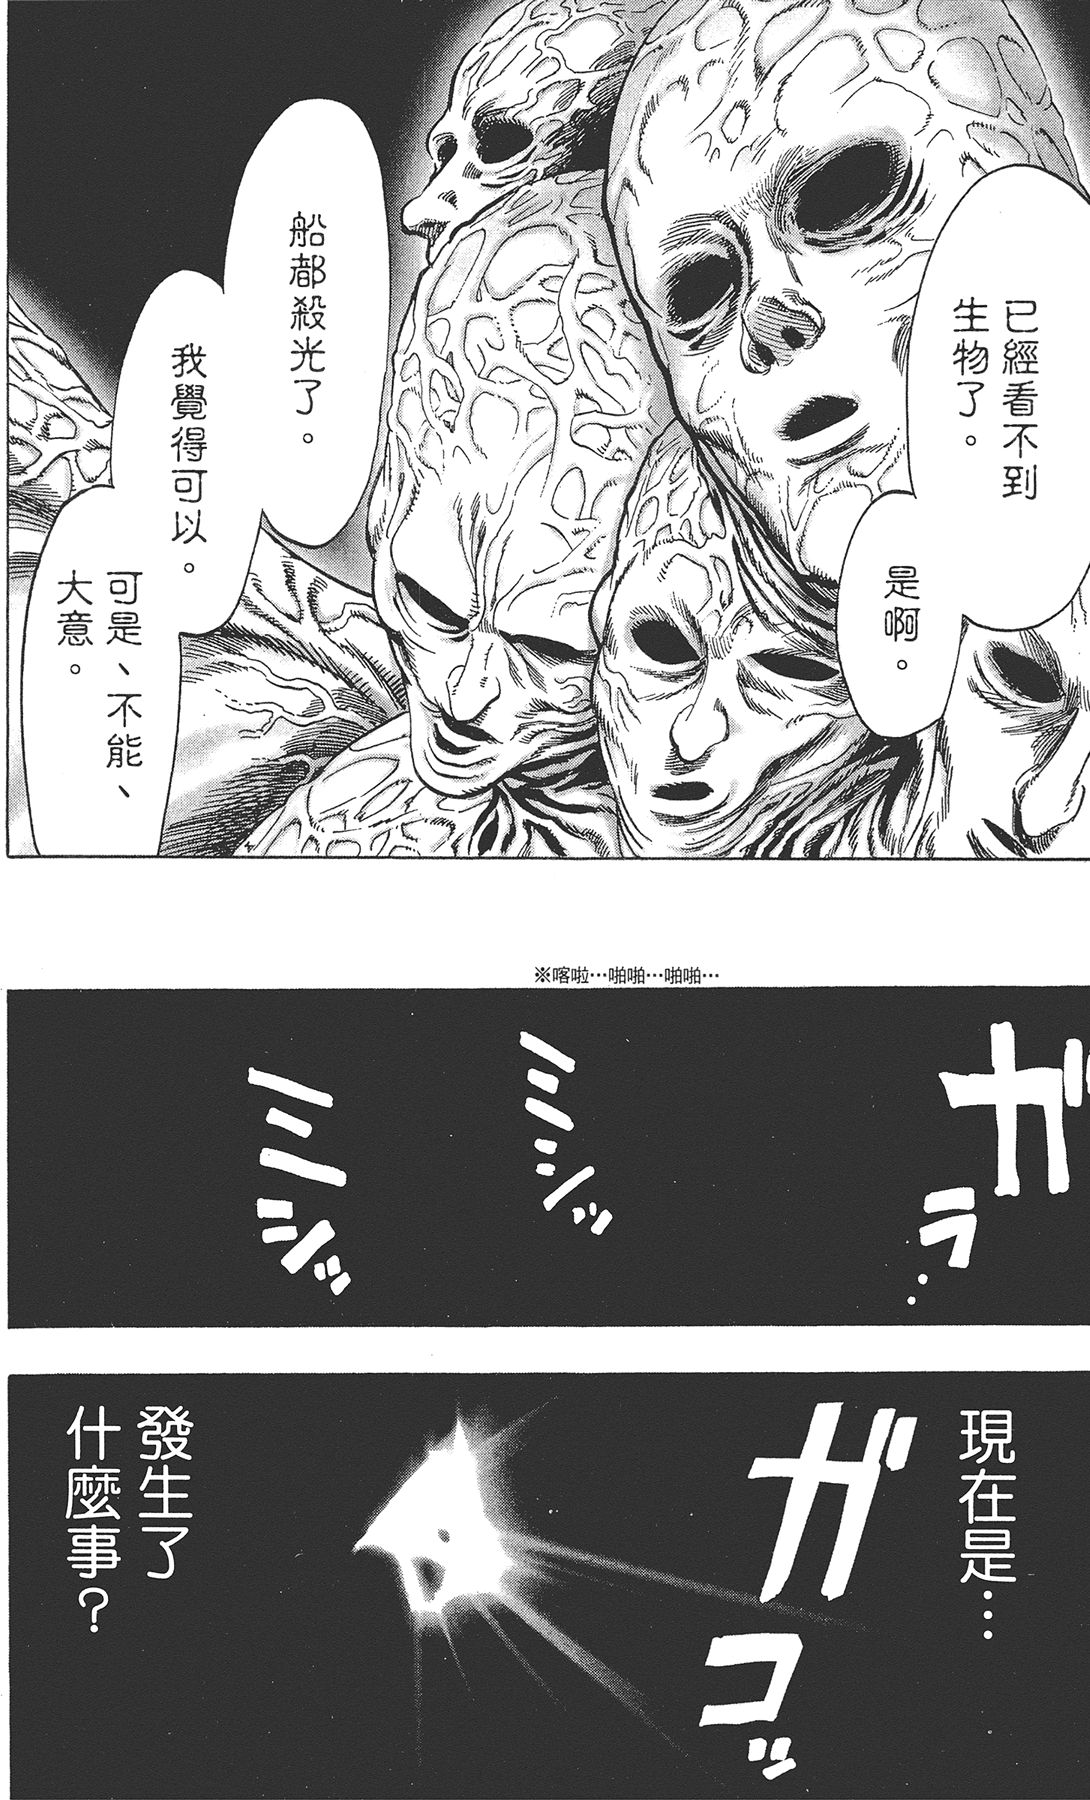 已經看不到
生物了。
是啊。
船都殺光了。
我覺得可以。
可是、不能、
大意。
※喀啦…啪啪…啪啪…
ガラ…
ミシッ
ミシッ
現在是…
ガコッ
發生了
什麼事？